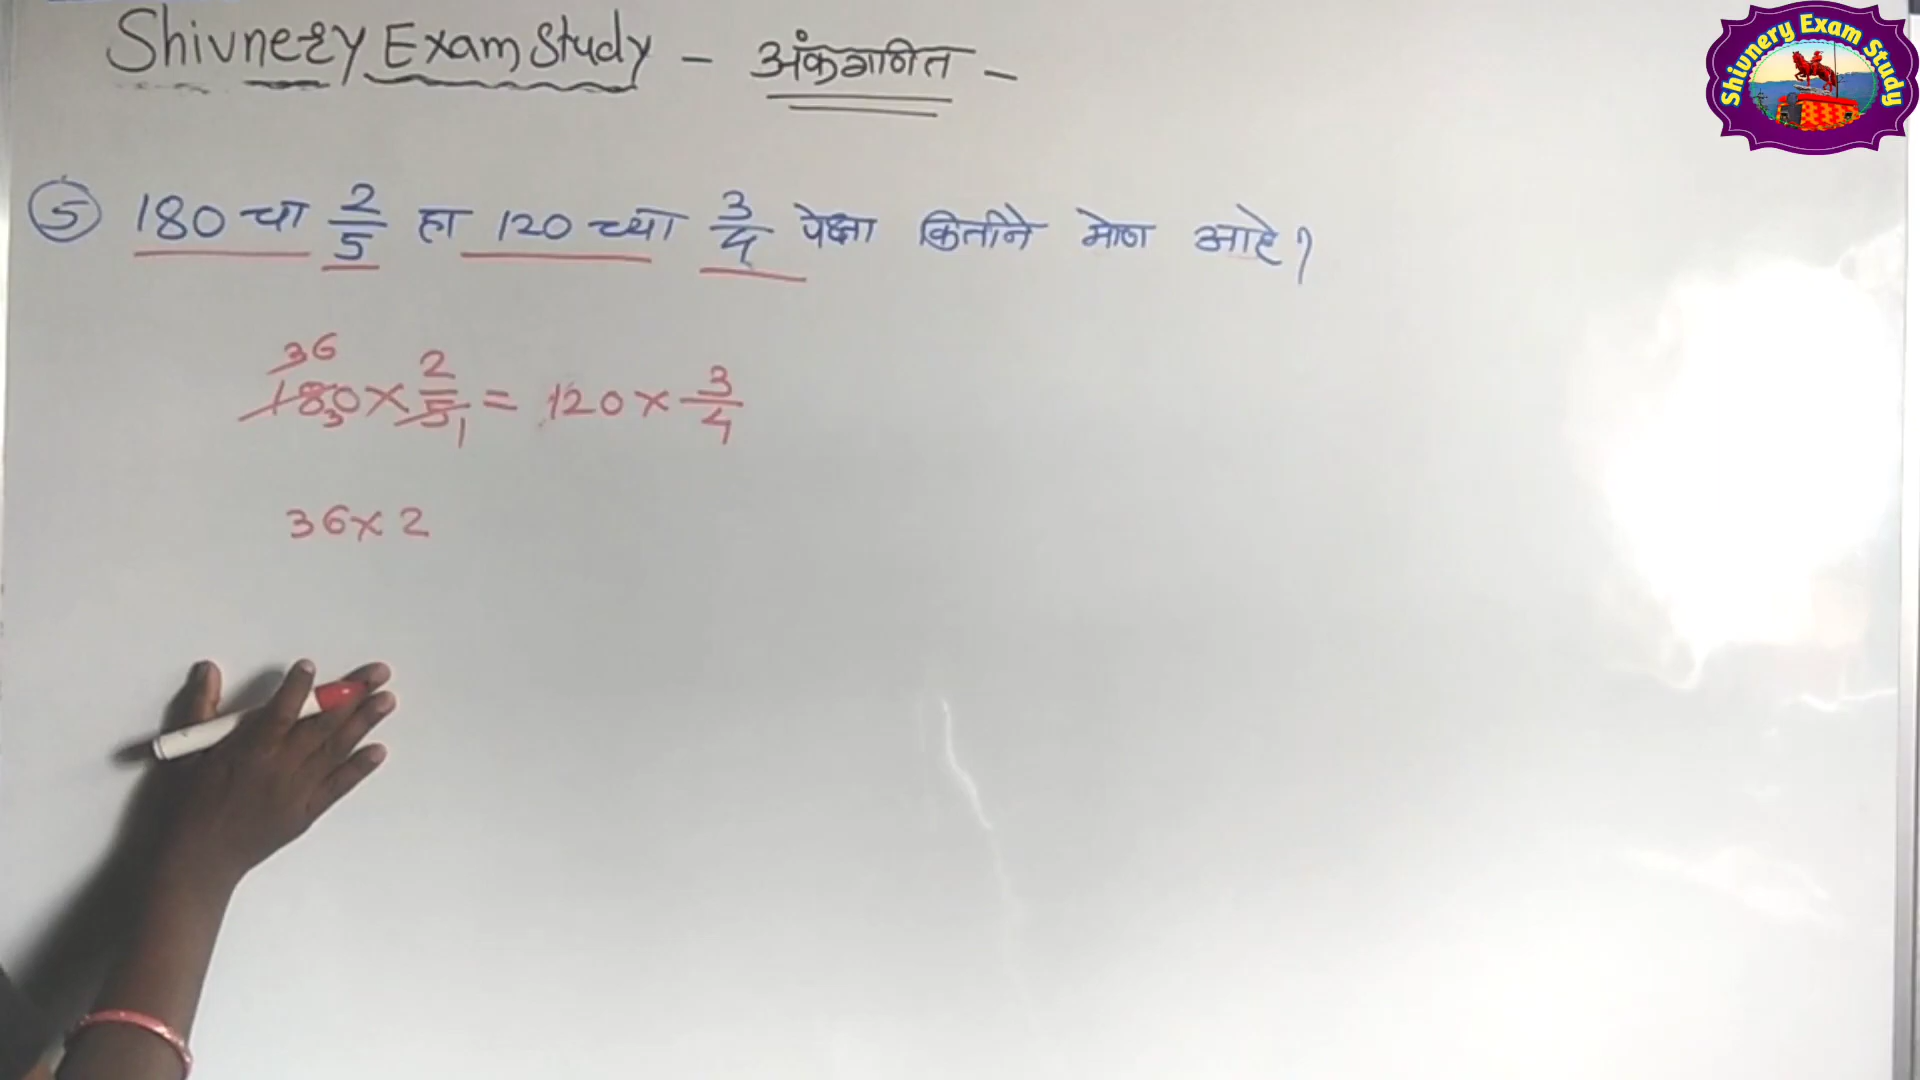 Shivnery Exam Study - अंकगणित -
Shivnery Exam Study
5 180 चा 2/5 हा 120 च्या 3/4 पेक्षा कितीने मोठा आहे?
36
180 × 2/5 = 120 × 3/4
3 1
36 × 2